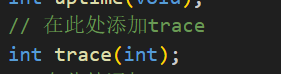 int uptime(void);
// 在此处添加trace
int trace(int);